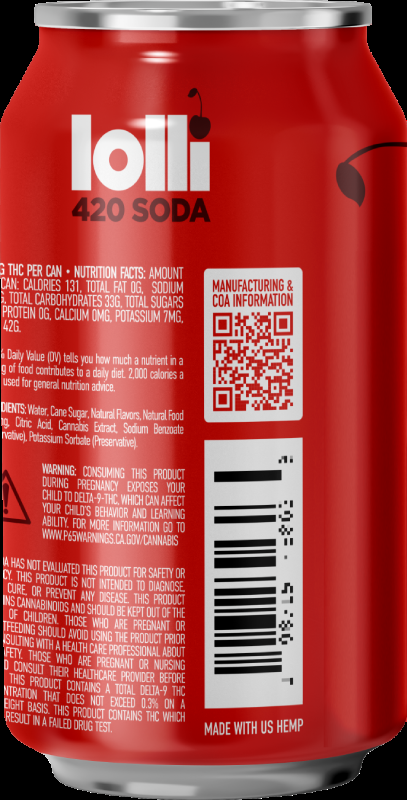 lolli
420 SODA
G THC PER CAN • NUTRITION FACTS: AMOUNT
CAN: CALORIES 131, TOTAL FAT 0G, SODIUM
G, TOTAL CARBOHYDRATES 33G, TOTAL SUGARS
PROTEIN 0G, CALCIUM 0MG, POTASSIUM 7MG,
42G.
% Daily Value (DV) tells you how much a nutrient in a
g of food contributes to a daily diet. 2,000 calories a
used for general nutrition advice.
DIENTS: Water, Cane Sugar, Natural Flavors, Natural Food
ng, Citric Acid, Cannabis Extract, Sodium Benzoate
rvative), Potassium Sorbate (Preservative).
WARNING: CONSUMING THIS PRODUCT
DURING PREGNANCY EXPOSES YOUR
CHILD TO DELTA-9-THC, WHICH CAN AFFECT
YOUR CHILD'S BEHAVIOR AND LEARNING
ABILITY. FOR MORE INFORMATION GO TO
WWW.P65WARNINGS.CA.GOV/CANNABIS
DA HAS NOT EVALUATED THIS PRODUCT FOR SAFETY OR
CY. THIS PRODUCT IS NOT INTENDED TO DIAGNOSE,
CURE, OR PREVENT ANY DISEASE. THIS PRODUCT
INS CANNABINOIDS AND SHOULD BE KEPT OUT OF THE
OF CHILDREN. THOSE WHO ARE PREGNANT OR
TFEEDING SHOULD AVOID USING THE PRODUCT PRIOR
NSULTING WITH A HEALTH CARE PROFESSIONAL ABOUT
AFETY. THOSE WHO ARE PREGNANT OR NURSING
D CONSULT THEIR HEALTHCARE PROVIDER BEFORE
THIS PRODUCT CONTAINS A TOTAL DELTA-9 THC
NTRATION THAT DOES NOT EXCEED 0.3% ON A
EIGHT BASIS. THIS PRODUCT CONTAINS THC WHICH
RESULT IN A FAILED DRUG TEST.
MANUFACTURING &
COA INFORMATION
MADE WITH US HEMP